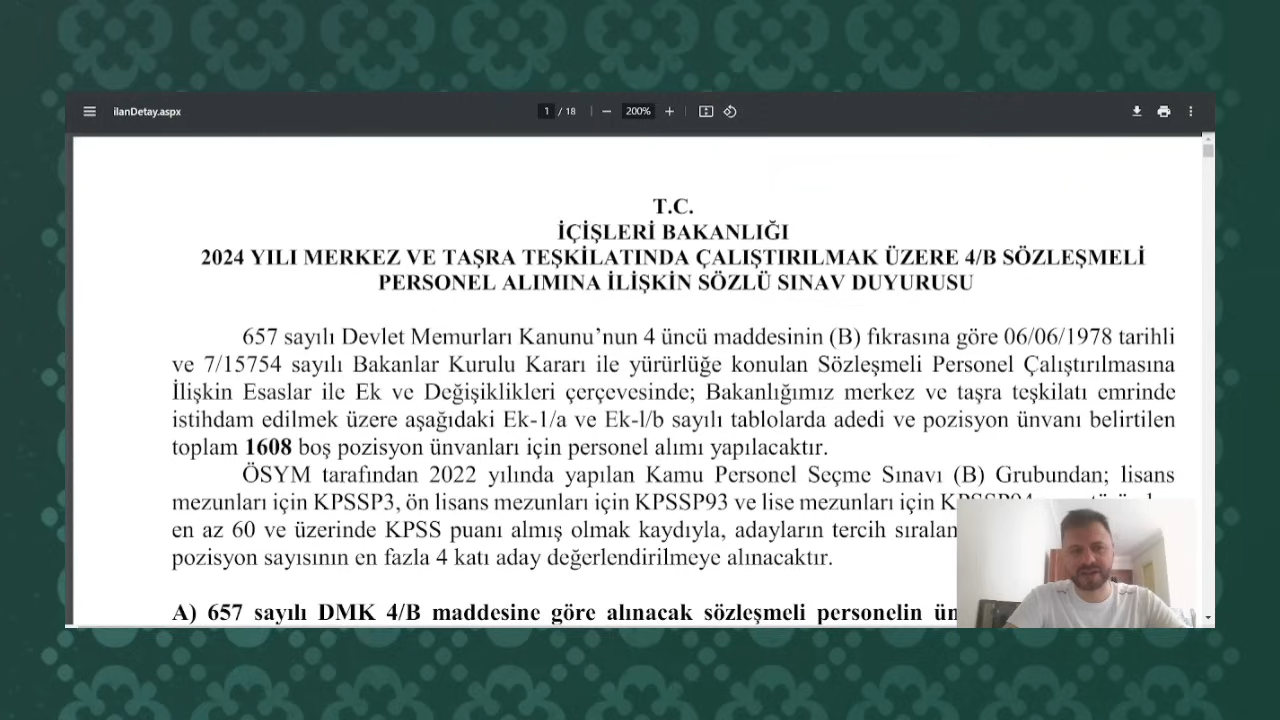 ilanDetay.aspx
1 / 18
200%
T.C.
İÇİŞLERİ BAKANLIĞI
2024 YILI MERKEZ VE TAŞRA TEŞKİLATINDA ÇALIŞTIRILMAK ÜZERE 4/B SÖZLEŞMELİ
PERSONEL ALIMINA İLİŞKİN SÖZLÜ SINAV DUYURUSU
657 sayılı Devlet Memurları Kanunu’nun 4 üncü maddesinin (B) fıkrasına göre 06/06/1978 tarihli
ve 7/15754 sayılı Bakanlar Kurulu Kararı ile yürürlüğe konulan Sözleşmeli Personel Çalıştırılmasına
İlişkin Esaslar ile Ek ve Değişiklikleri çerçevesinde; Bakanlığımız merkez ve taşra teşkilatı emrinde
istihdam edilmek üzere aşağıdaki Ek-1/a ve Ek-l/b sayılı tablolarda adedi ve pozisyon ünvanı belirtilen
toplam 1608 boş pozisyon ünvanları için personel alımı yapılacaktır.
ÖSYM tarafından 2022 yılında yapılan Kamu Personel Seçme Sınavı (B) Grubundan; lisans
mezunları için KPSSP3, ön lisans mezunları için KPSSP93 ve lise mezunları için
en az 60 ve üzerinde KPSS puanı almış olmak kaydıyla, adayların tercih sıralan
pozisyon sayısının en fazla 4 katı aday değerlendirilmeye alınacaktır.
A) 657 sayılı DMK 4/B maddesine göre alınacak sözleşmeli personelin ün